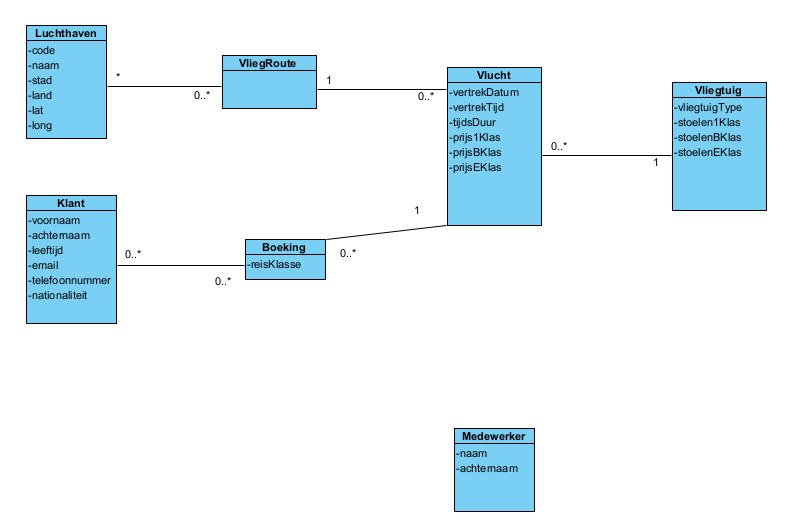 Luchthaven
-code
-naam
-stad
-land
-lat
-long
*
0..*
VliegRoute
1
0..*
Vlucht
-vertrekDatum
-vertrekTijd
-tijdsDuur
-prijs1Klas
-prijsBKlas
-prijsEKlas
0..*
1
Vliegtuig
-vliegtuigType
-stoelen1Klas
-stoelenBKlas
-stoelenEKlas
Klant
-voornaam
-achternaam
-leeftijd
-email
-telefoonnummer
-nationaliteit
0..*
0..*
Boeking
-reisKlasse
0..*
1
Medewerker
-naam
-achternaam